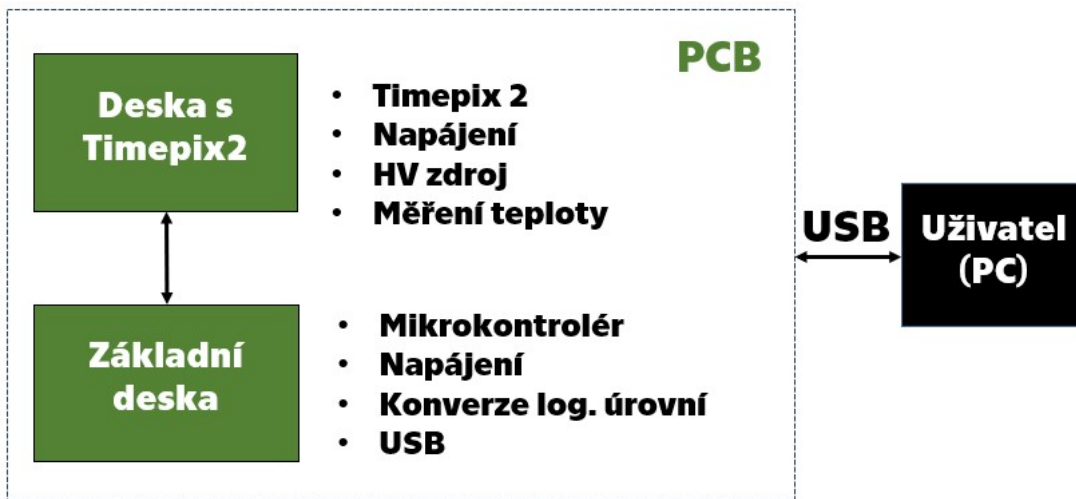 PCB
Deska s
Timepix2
• Timepix 2
• Napájení
• HV zdroj
• Měření teploty
Základní
deska
• Mikrokontrolér
• Napájení
• Konverze log. úrovní
• USB
USB
Uživatel
(PC)